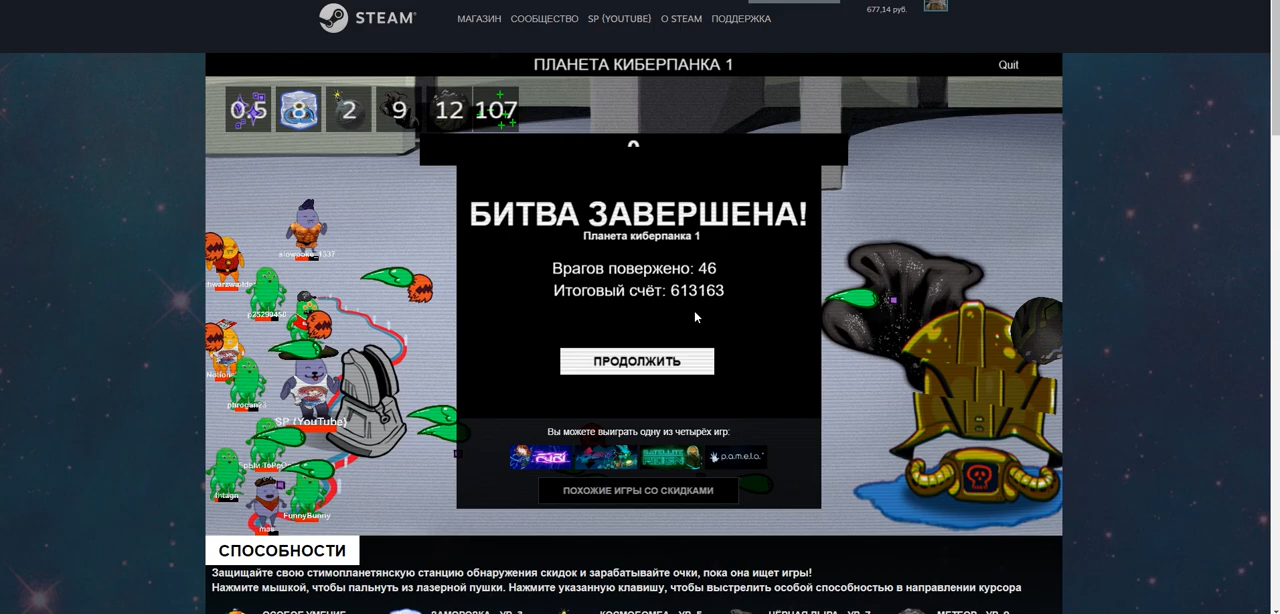 STEAM
МАГАЗИН СООБЩЕСТВО SP {YOUTUBE} О STEAM ПОДДЕРЖКА
677,14 руб.
ПЛАНЕТА КИБЕРПАНКА 1
Quit
0.5 8 2 9 12 107
БИТВА ЗАВЕРШЕНА!
Планета киберпанка 1
Врагов повержено: 46
Итоговый счёт: 613163
ПРОДОЛЖИТЬ
Вы можете выиграть одну из четырёх игр:
p.a.m.e.l.a.
ПОХОЖИЕ ИГРЫ СО СКИДКАМИ
p25290450
SP {YouTube}
FunnyBunny
СПОСОБНОСТИ
Защищайте свою стимопланетянскую станцию обнаружения скидок и зарабатывайте очки, пока она ищет игры!
Нажмите мышкой, чтобы пальнуть из лазерной пушки. Нажмите указанную клавишу, чтобы выстрелить особой способностью в направлении курсора